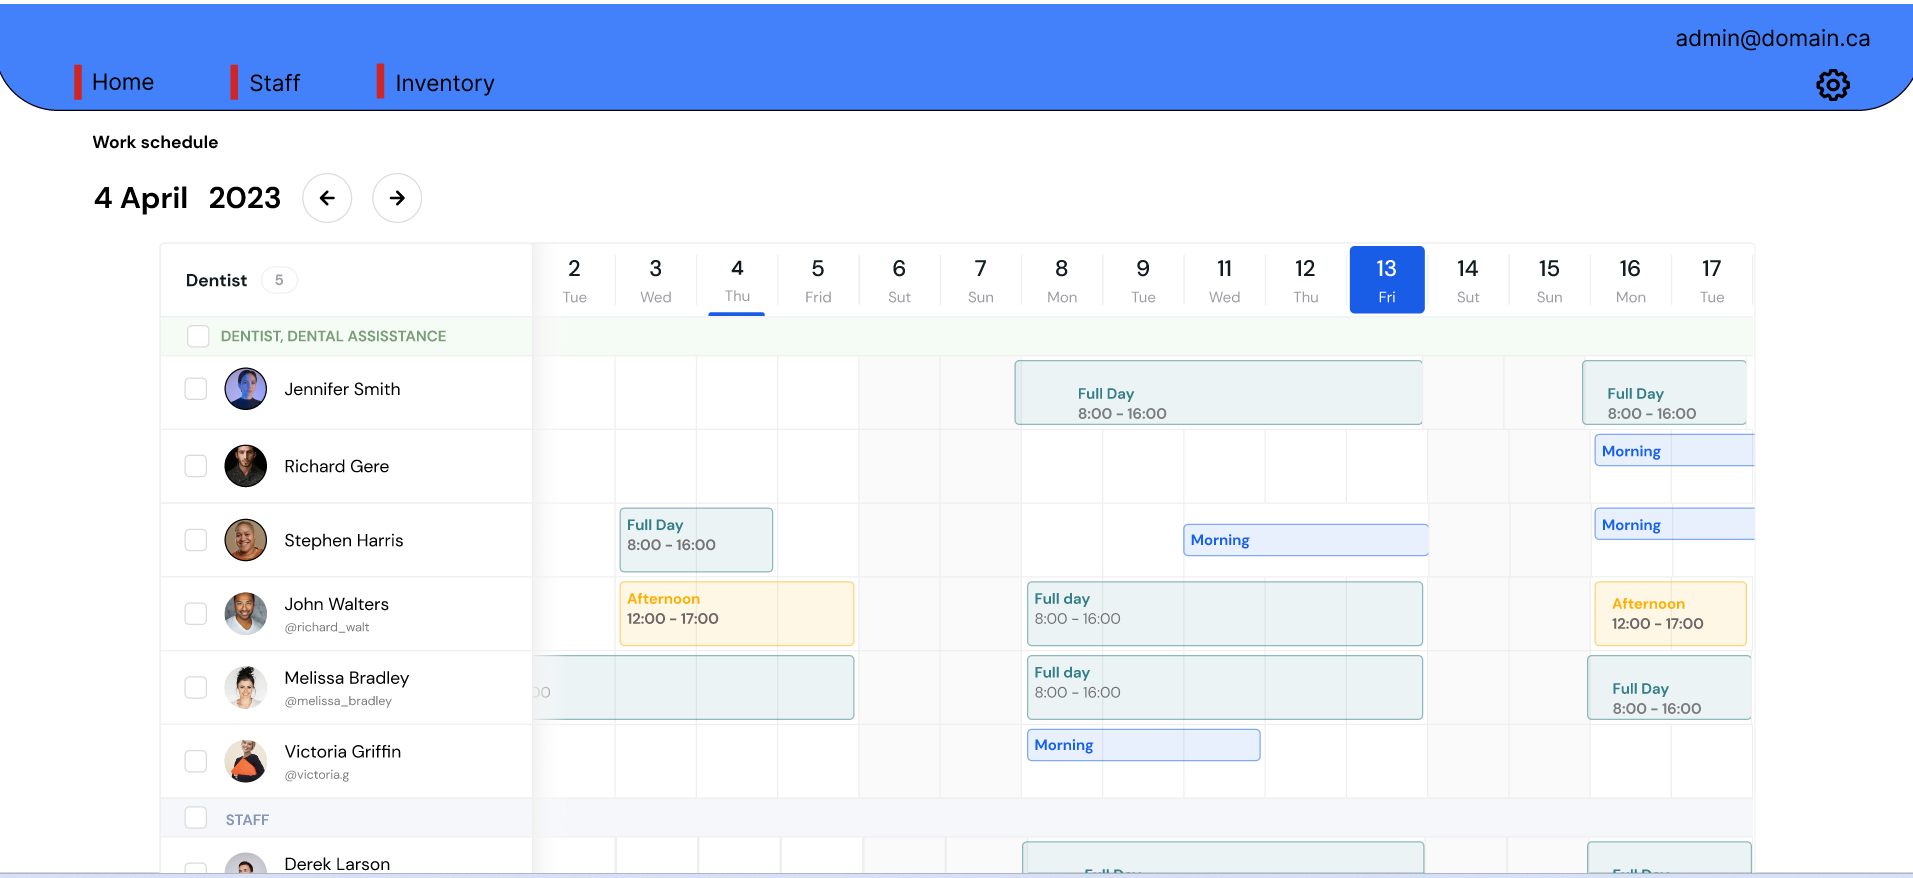 admin@domain.ca
Home Staff Inventory
Work schedule
4 April 2023
Dentist 5
2 3 4 5 6 7 8 9 11 12 13 14 15 16 17
Tue Wed Thu Frid Sut Sun Mon Tue Wed Thu Fri Sut Sun Mon Tue
DENTIST, DENTAL ASSISSTANCE
Jennifer Smith
Full Day
8:00 - 16:00
Full Day
8:00 - 16:00
Richard Gere
Morning
Stephen Harris
Full Day
8:00 - 16:00
Morning
Morning
John Walters
@richard_walt
Afternoon
12:00 - 17:00
Full day
8:00 - 16:00
Afternoon
12:00 - 17:00
Melissa Bradley
@melissa_bradley
Full day
8:00 - 16:00
Full Day
8:00 - 16:00
Victoria Griffin
@victoria.g
Morning
STAFF
Derek Larson